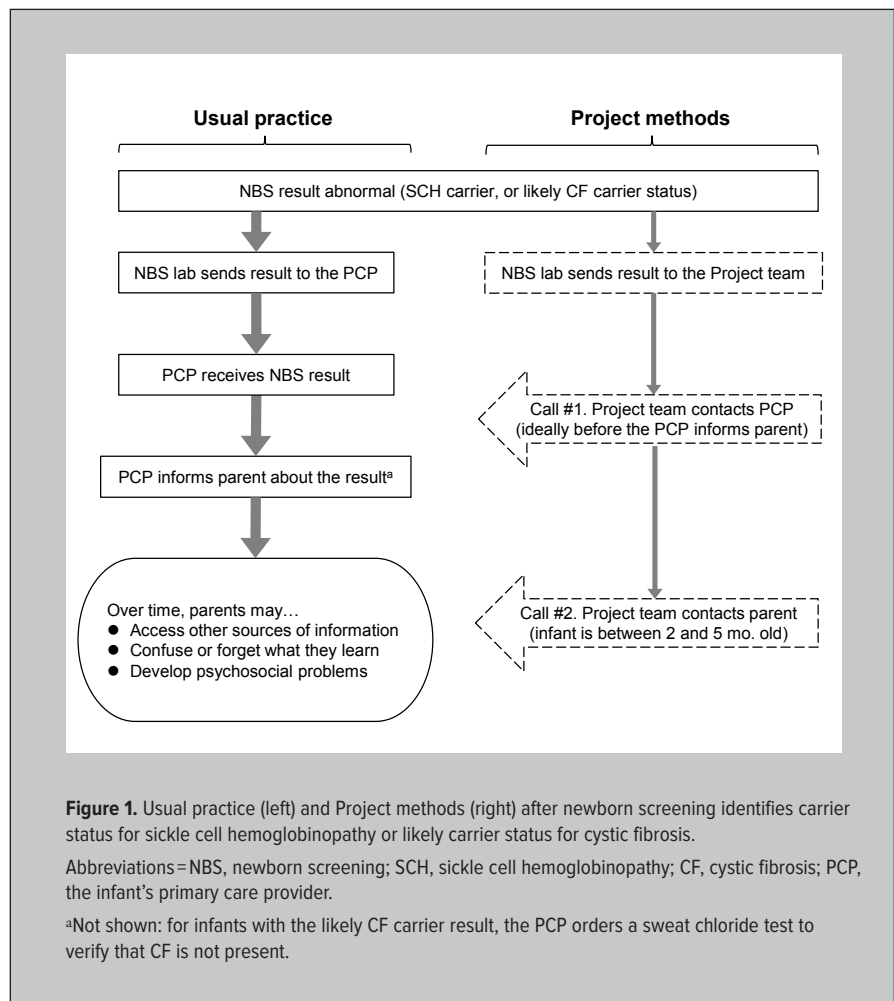 Usual practice
Project methods
NBS result abnormal (SCH carrier, or likely CF carrier status)
NBS lab sends result to the PCP
NBS lab sends result to the Project team
PCP receives NBS result
Call #1. Project team contacts PCP
(ideally before the PCP informs parent)
PCP informs parent about the resultᵃ
Over time, parents may…
● Access other sources of information
● Confuse or forget what they learn
● Develop psychosocial problems
Call #2. Project team contacts parent
(infant is between 2 and 5 mo. old)
Figure 1. Usual practice (left) and Project methods (right) after newborn screening identifies carrier
status for sickle cell hemoglobinopathy or likely carrier status for cystic fibrosis.
Abbreviations=NBS, newborn screening; SCH, sickle cell hemoglobinopathy; CF, cystic fibrosis; PCP,
the infant's primary care provider.
ᵃNot shown: for infants with the likely CF carrier result, the PCP orders a sweat chloride test to
verify that CF is not present.